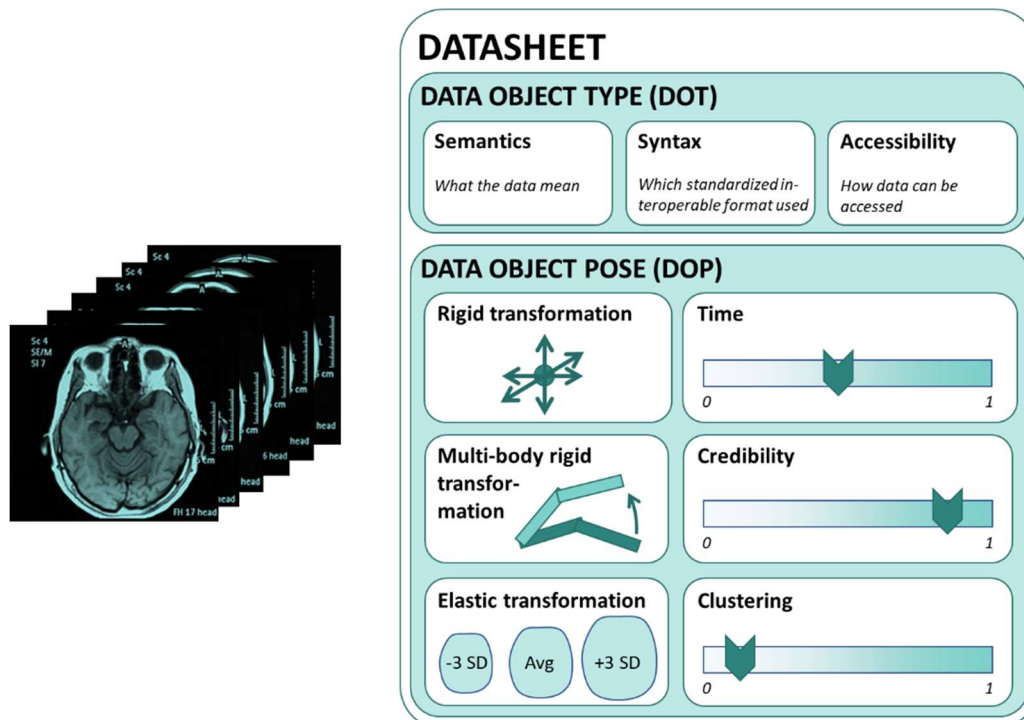 DATASHEET
DATA OBJECT TYPE (DOT)
Semantics
What the data mean
Syntax
Which standardized in-
teroperable format used
Accessibility
How data can be
accessed
DATA OBJECT POSE (DOP)
Rigid transformation
Time
0
1
Multi-body rigid
transfor-
mation
Credibility
0
1
Elastic transformation
-3 SD
Avg
+3 SD
Clustering
0
1
Sc 4
Sc 4
Sc 4
A
A
A
Sc 4
SE/M
SI 7
cm
cm
head
head
6 head
head
head
FH 17 head